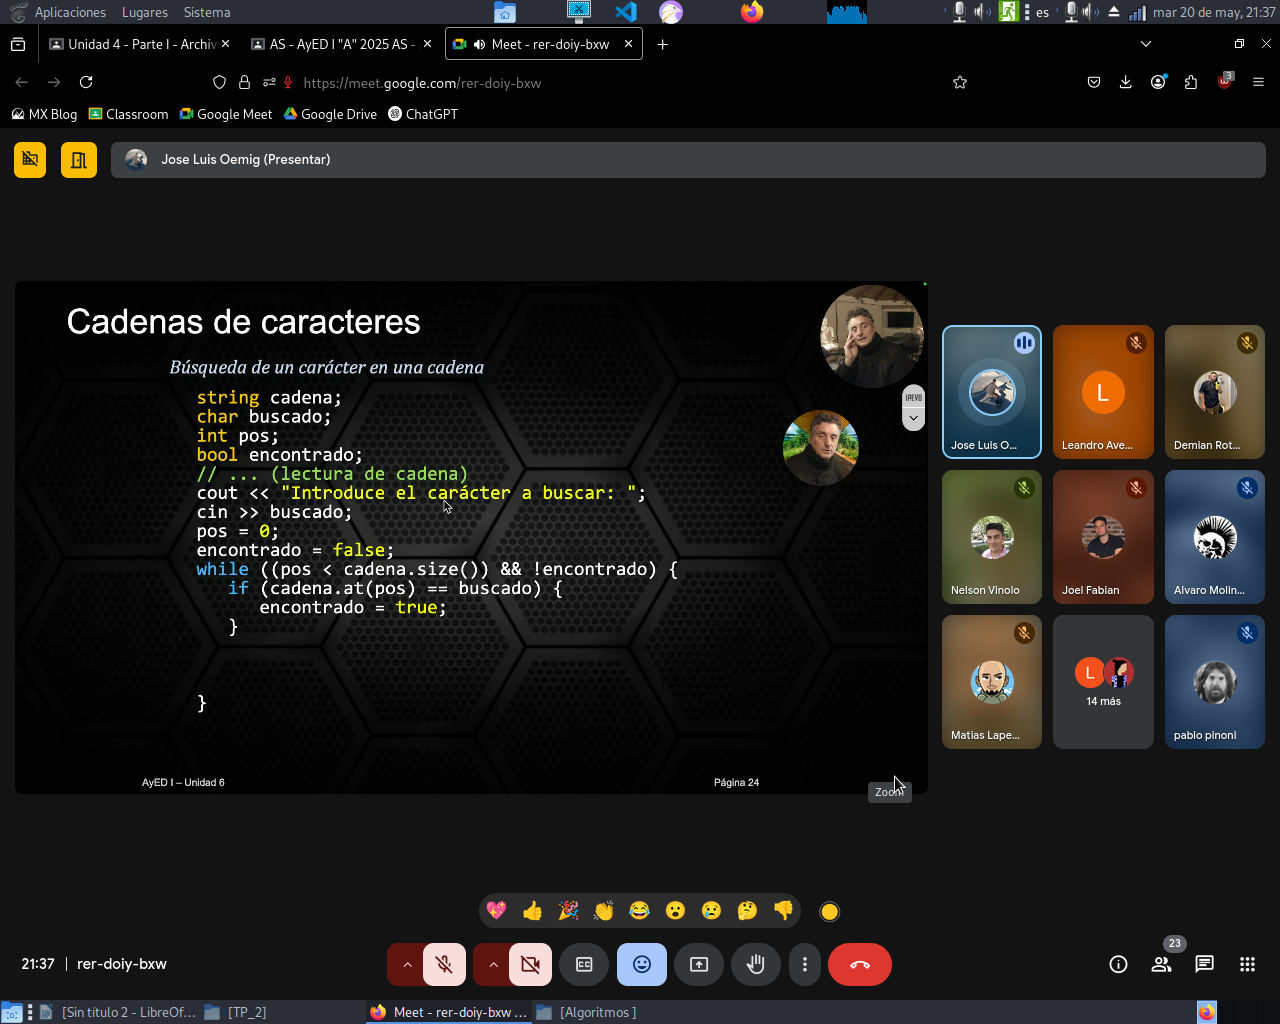 Aplicaciones Lugares Sistema
es mar 20 de may, 21:37
Unidad 4 - Parte I - Archiv
AS - AyED I "A" 2025 AS -
Meet - rer-doiy-bxw
https://meet.google.com/rer-doiy-bxw
3
MX Blog Classroom Google Meet Google Drive ChatGPT
Jose Luis Oemig (Presentar)
Cadenas de caracteres
Búsqueda de un carácter en una cadena
string cadena;
char buscado;
int pos;
bool encontrado;
// ... (lectura de cadena)
cout << "Introduce el carácter a buscar: ";
cin >> buscado;
pos = 0;
encontrado = false;
while ((pos < cadena.size()) && !encontrado) {
if (cadena.at(pos) == buscado) {
encontrado = true;
}
}
AyED I – Unidad 6
Página 24
IPEVO
Zoom
Jose Luis O...
L
Leandro Ave...
Demian Rot...
Nelson Vinolo
Joel Fabian
Alvaro Molin...
Matias Lape...
L
14 más
pablo pinoni
21:37 | rer-doiy-bxw
CC
23
[Sin título 2 - LibreOf...
[TP_2]
Meet - rer-doiy-bxw ...
[Algoritmos ]